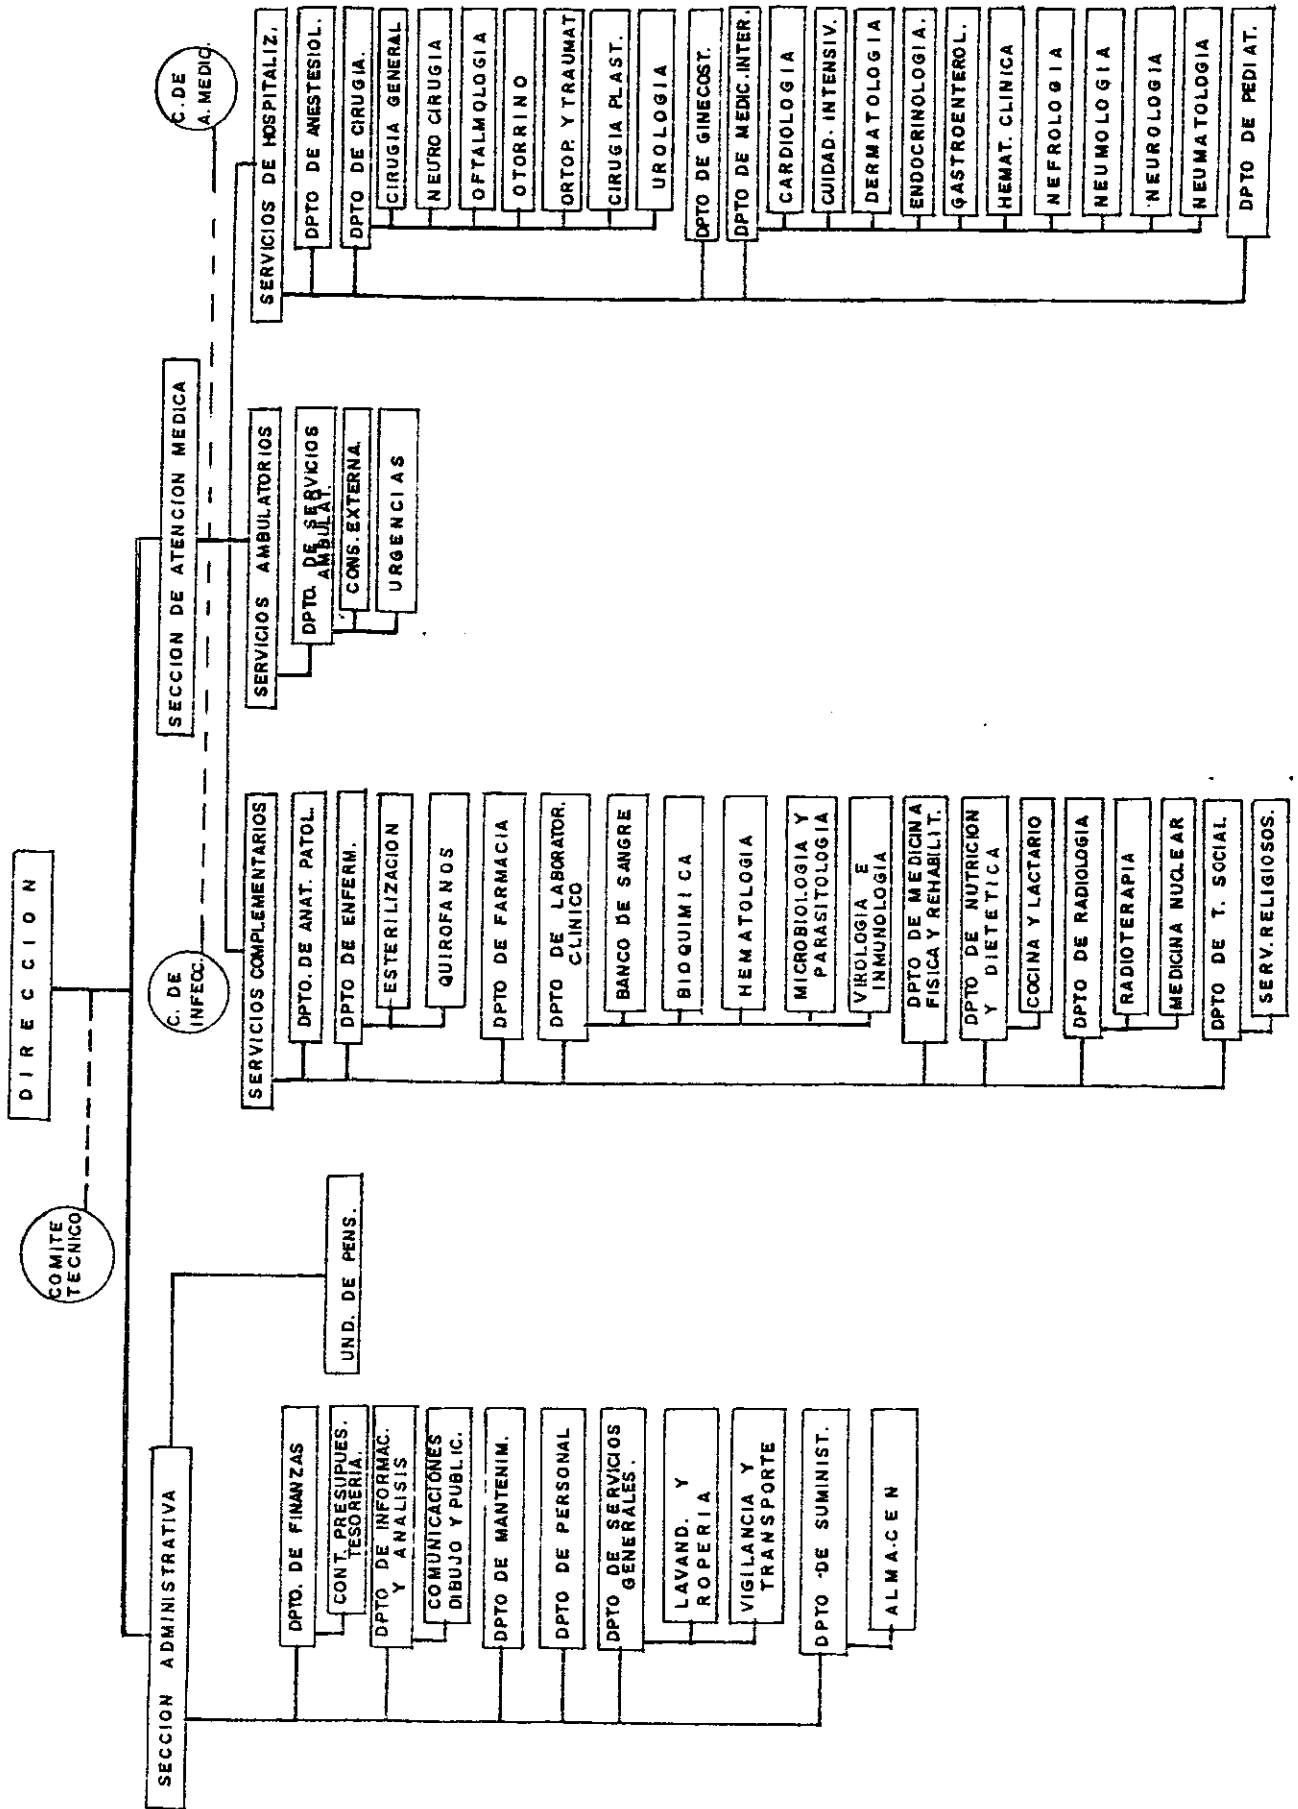 DIRECCION
COMITE
TECNICO
SECCION ADMINISTRATIVA
UND. DE PENS.
DPTO. DE FINANZAS
CONT. PRESUPUES.
TESORERIA.
DPTO DE INFORMAC.
Y ANALISIS
COMUNICACIONES
DIBUJO Y PUBLIC.
DPTO DE MANTENIM.
DPTO DE PERSONAL
DPTO DE SERVICIOS
GENERALES.
LAVAND. Y
ROPERIA
VIGILANCIA Y
TRANSPORTE
DPTO DE SUMINIST.
ALMACEN
SECCION DE ATENCION MEDICA
C. DE
INFECC.
C. DE
A. MEDIC.
SERVICIOS COMPLEMENTARIOS
DPTO. DE ANAT. PATOL.
DPTO DE ENFERM.
ESTERILIZACION
QUIROFANOS
DPTO DE FARMACIA
DPTO DE LABORATOR.
CLINICO
BANCO DE SANGRE
BIOQUIMICA
HEMATOLOGIA
MICROBIOLOGIA Y
PARASITOLOGIA
VIROLOGIA E
INMUNOLOGIA
DPTO DE MEDICINA
FISICA Y REHABILIT.
DPTO DE NUTRICION
Y DIETETICA
COCINA Y LACTARIO
DPTO DE RADIOLOGIA
RADIOTERAPIA
MEDICINA NUCLEAR
DPTO DE T. SOCIAL
SERV. RELIGIOSOS.
SERVICIOS AMBULATORIOS
DPTO. DE SERVICIOS
AMBULAT.
CONS. EXTERNA.
URGENCIAS
SERVICIOS DE HOSPITALIZ.
DPTO DE ANESTESIOL.
DPTO DE CIRUGIA.
CIRUGIA GENERAL
NEURO CIRUGIA
OFTALMOLOGIA
OTORRINO
ORTOP. Y TRAUMAT
CIRUGIA PLAST.
UROLOGIA
DPTO DE GINECOST.
DPTO DE MEDIC. INTER.
CARDIOLOGIA
CUIDAD. INTENSIV.
DERMATOLOGIA
ENDOCRINOLOGIA.
GASTROENTEROL.
HEMAT. CLINICA
NEFROLOGIA
NEUMOLOGIA
NEUROLOGIA
NEUMATOLOGIA
DPTO DE PEDIAT.